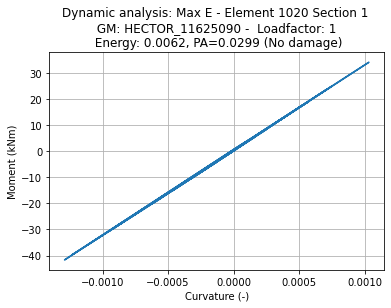 Dynamic analysis: Max E - Element 1020 Section 1
GM: HECTOR_11625090 -  Loadfactor: 1
Energy: 0.0062, PA=0.0299 (No damage)
Moment (kNm)
30
20
10
0
−10
−20
−30
−40
−0.0010 −0.0005 0.0000 0.0005 0.0010
Curvature (-)